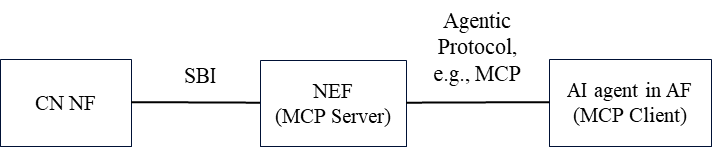 CN NF
SBI
NEF
(MCP Server)
Agentic
Protocol,
e.g., MCP
AI agent in AF
(MCP Client)